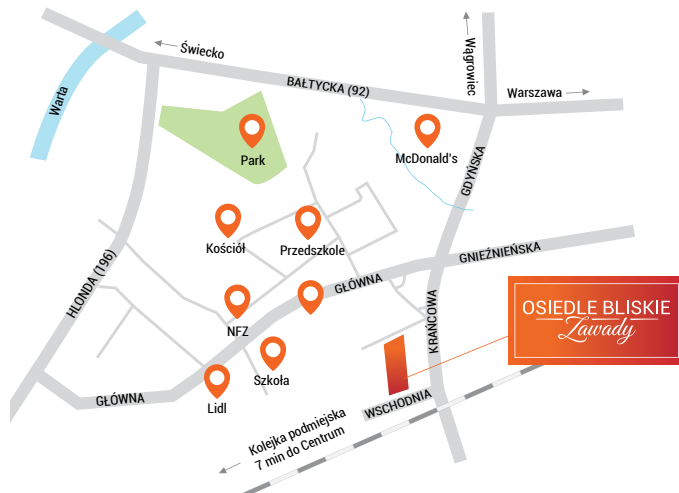 Świecko
Wągrowiec
Warta
BAŁTYCKA (92)
Warszawa
Park
McDonald's
GDYŃSKA
Kościół
Przedszkole
GNIEŹNIEŃSKA
HLONDA (196)
GŁÓWNA
KRAŃCOWA
OSIEDLE BLISKIE
Zawady
NFZ
Szkoła
GŁÓWNA
Lidl
WSCHODNIA
Kolejka podmiejska
7 min do Centrum